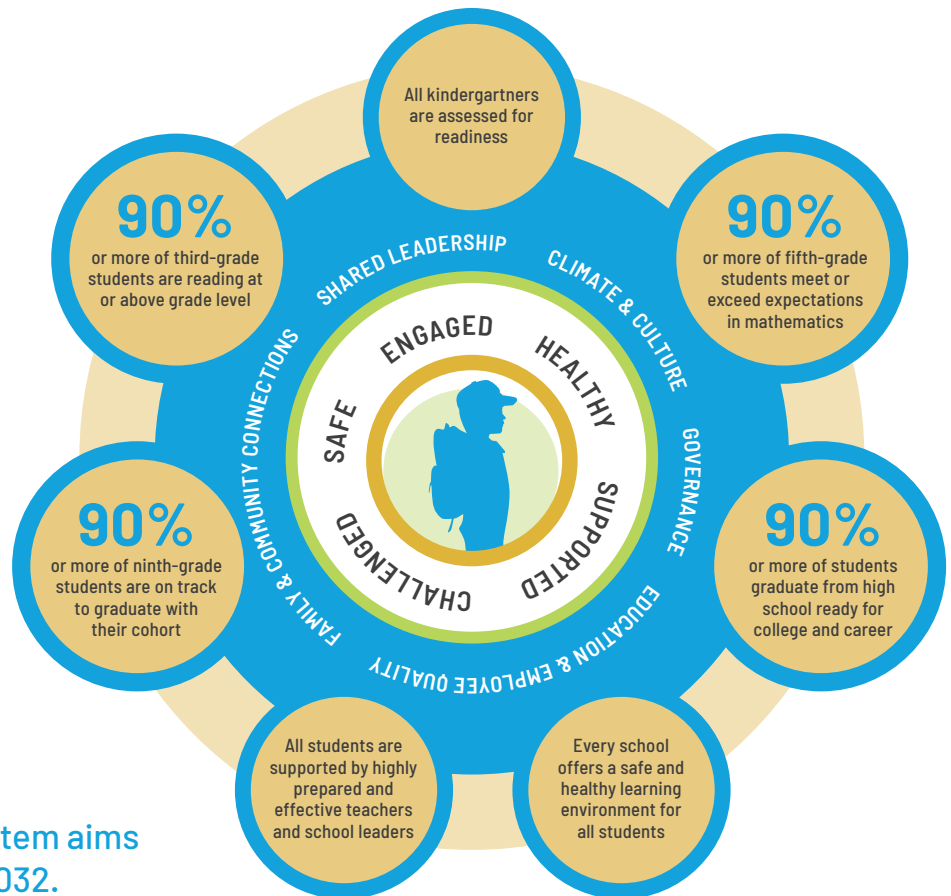 All kindergartners
are assessed for
readiness
90%
or more of third-grade
students are reading at
or above grade level
90%
or more of fifth-grade
students meet or
exceed expectations
in mathematics
SHARED LEADERSHIP
CLIMATE & CULTURE
GOVERNANCE
EDUCATION & EMPLOYEE QUALITY
FAMILY & COMMUNITY CONNECTIONS
ENGAGED
HEALTHY
SUPPORTED
CHALLENGED
SAFE
90%
or more of ninth-grade
students are on track
to graduate with
their cohort
90%
or more of students
graduate from high
school ready for
college and career
All students are
supported by highly
prepared and
effective teachers
and school leaders
Every school
offers a safe and
healthy learning
environment for
all students
tem aims
032.